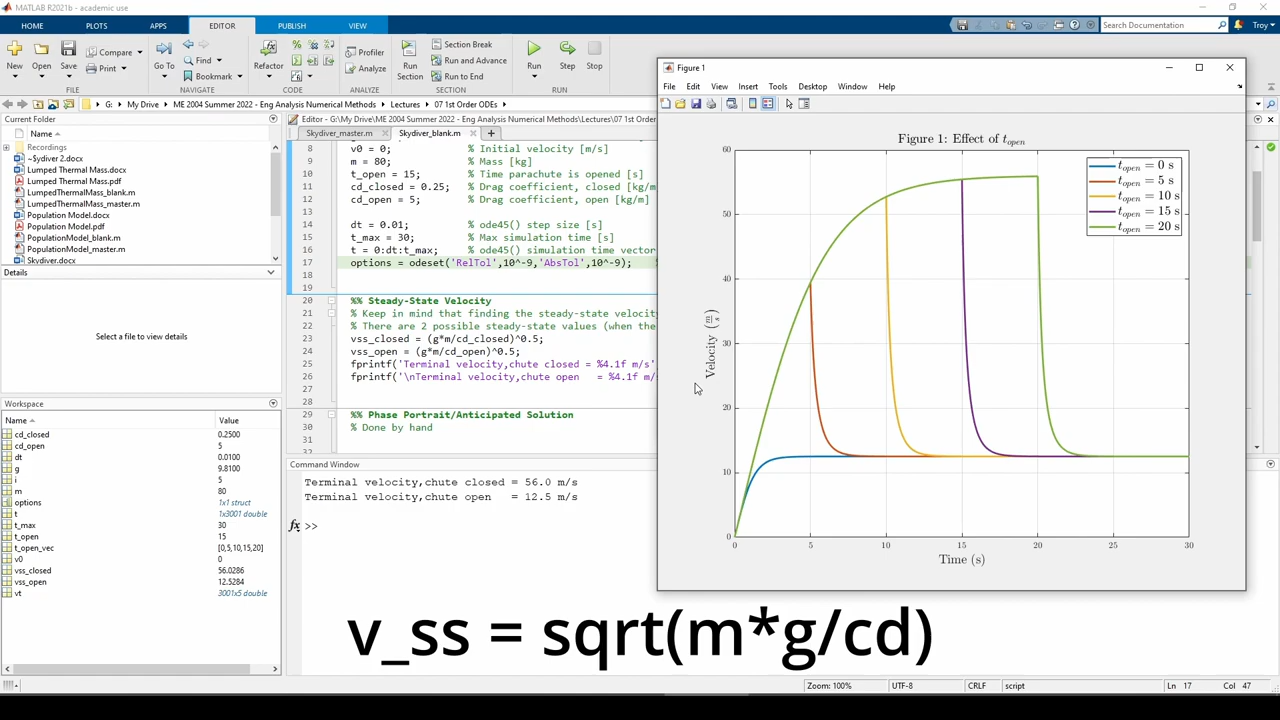 MATLAB R2021b - academic use
HOME PLOTS APPS EDITOR PUBLISH VIEW
Search Documentation
Troy
New Open Save Compare Print Go To Find Bookmark Refactor Profiler Analyze Run Section Section Break Run and Advance Run to End Run Step Stop
FILE NAVIGATE CODE ANALYZE SECTION RUN
G: My Drive ME 2004 Summer 2022 - Eng Analysis Numerical Methods Lectures 07 1st Order ODEs
Current Folder
Name
Recordings
~$ydiver 2.docx
Lumped Thermal Mass.docx
Lumped Thermal Mass.pdf
LumpedThermalMass_blank.m
LumpedThermalMass_master.m
Population Model.docx
Population Model.pdf
PopulationModel_blank.m
PopulationModel_master.m
Skydiver.docx
Details
Select a file to view details
Workspace
Name Value
cd_closed 0.2500
cd_open 5
dt 0.0100
g 9.8100
i 5
m 80
options 1x1 struct
t 1x3001 double
t_max 30
t_open 15
t_open_vec [0,5,10,15,20]
v0 0
vss_closed 56.0286
vss_open 12.5284
vt 3001x5 double
Editor - G:\My Drive\ME 2004 Summer 2022 - Eng Analysis Numerical Methods\Lectures\07 1st Order
Skydiver_master.m Skydiver_blank.m
8 v0 = 0; % Initial velocity [m/s]
9 m = 80; % Mass [kg]
10 t_open = 15; % Time parachute is opened [s]
11 cd_closed = 0.25; % Drag coefficient, closed [kg/m
12 cd_open = 5; % Drag coefficient, open [kg/m]
13
14 dt = 0.01; % ode45() step size [s]
15 t_max = 30; % Max simulation time [s]
16 t = 0:dt:t_max; % ode45() simulation time vector
17 options = odeset('RelTol',10^-9,'AbsTol',10^-9); %
18
19
20 %% Steady-State Velocity
21 % Keep in mind that finding the steady-state velocity
22 % There are 2 possible steady-state values (when the
23 vss_closed = (g*m/cd_closed)^0.5;
24 vss_open = (g*m/cd_open)^0.5;
25 fprintf('Terminal velocity,chute closed = %4.1f m/s'
26 fprintf('\nTerminal velocity,chute open   = %4.1f m/s
27
28
29 %% Phase Portrait/Anticipated Solution
30 % Done by hand
31
32
Command Window
Terminal velocity,chute closed = 56.0 m/s
Terminal velocity,chute open   = 12.5 m/s
fx >>
Figure 1
File Edit View Insert Tools Desktop Window Help
Figure 1: Effect of t_open
60
50
40
30
20
10
0
Velocity (m/s)
0 5 10 15 20 25 30
Time (s)
t_open = 0 s
t_open = 5 s
t_open = 10 s
t_open = 15 s
t_open = 20 s
v_ss = sqrt(m*g/cd)
Zoom: 100% UTF-8 CRLF script Ln 17 Col 47